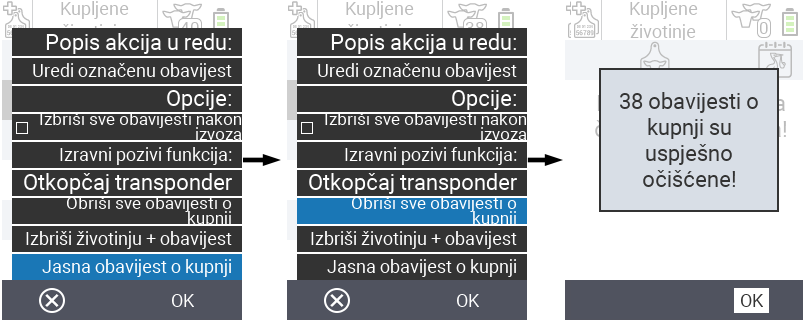 Kupljene
životinje
40
Popis akcija u redu:
Uredi označenu obavijest
Opcije:
Izbriši sve obavijesti nakon
izvoza
Izravni pozivi funkcija:
Otkopčaj transponder
Obriši sve obavijesti o
kupnji
Izbriši životinju + obavijest
Jasna obavijest o kupnji
OK
Kupljene
životinje
38
Popis akcija u redu:
Uredi označenu obavijest
Opcije:
Izbriši sve obavijesti nakon
izvoza
Izravni pozivi funkcija:
Otkopčaj transponder
Obriši sve obavijesti o
kupnji
Izbriši životinju + obavijest
Jasna obavijest o kupnji
OK
Kupljene
životinje
56789
0
38 obavijesti o
kupnji su
uspješno
očišćene!
OK